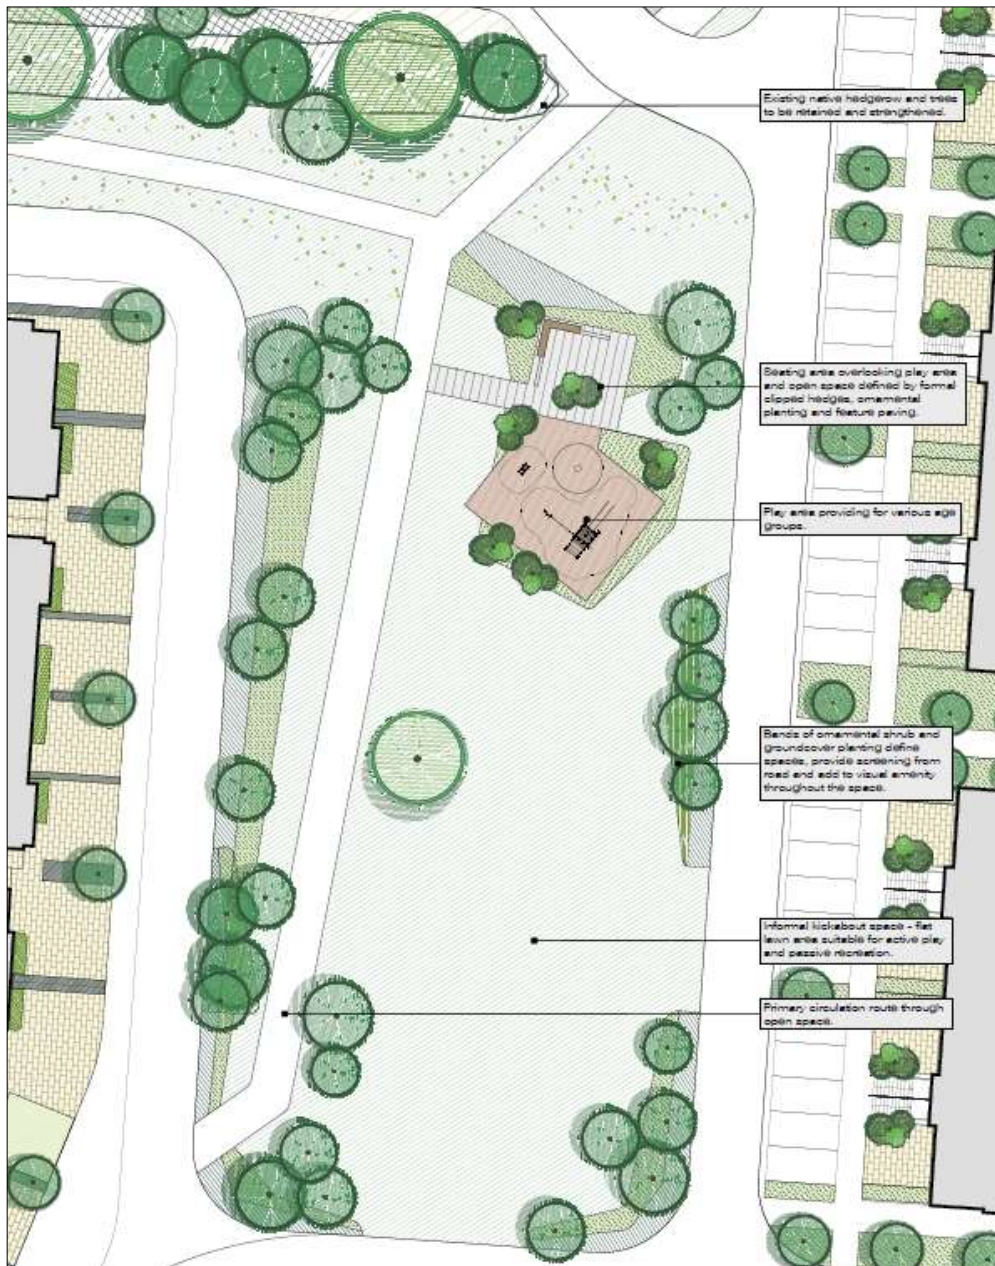 Existing native hedgerow and trees
to be retained and strengthened.
Seating area overlooking play area
and open space defined by formal
clipped hedges, ornamental
planting and feature paving.
Play area providing for various age
groups.
Bands of ornamental shrub and
groundcover planting define
spaces, provide screening from
road and add to visual amenity
throughout the space.
Informal kickabout space - flat
lawn area suitable for active play
and passive recreation.
Primary circulation route through
open space.